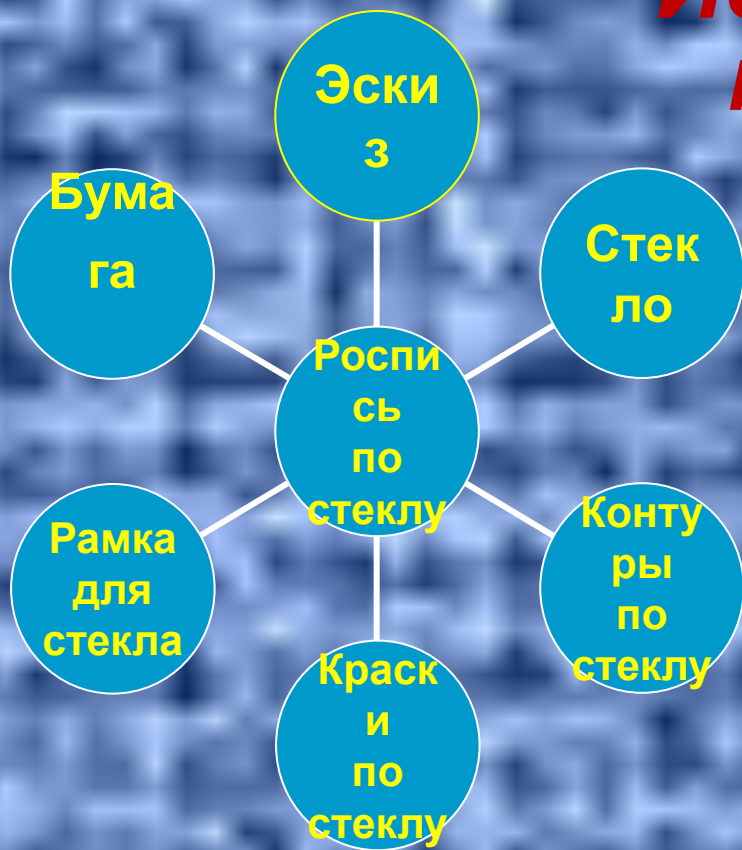 Эски
з
Бума
га
Стек
ло
Роспи
сь
по
стеклу
Рамка
для
стекла
Конту
ры
по
стеклу
Краск
и
по
стеклу